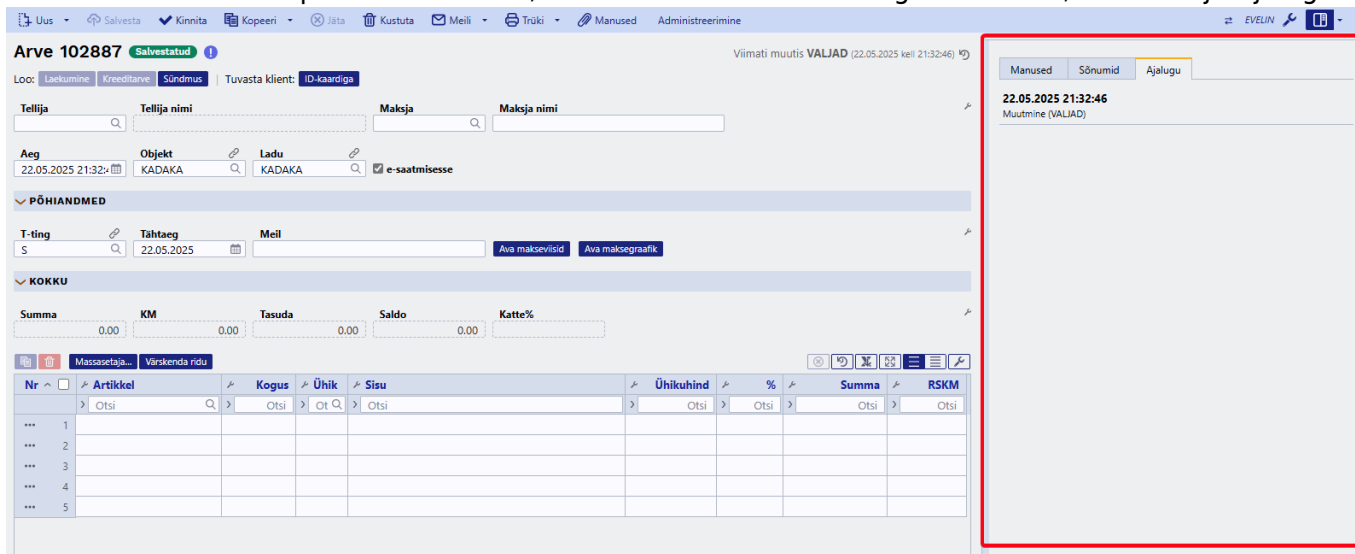 Uus Salvesta Kinnita Kopeeri Jäta Kustuta Meili Trüki Manused Administreerimine EVELIN
Arve 102887 Salvestatud Viimati muutis VALJAD (22.05.2025 kell 21:32:46)
Loo: Laekumine Kreeditarve Sündmus | Tuvasta klient: ID-kaardiga
Tellija Tellija nimi Maksja Maksja nimi
Aeg Objekt Ladu
22.05.2025 21:32:4 KADAKA KADAKA e-saatmisesse
PÕHIANDMED
T-ting Tähtaeg Meil
S 22.05.2025 Ava makseviisid Ava maksegraafik
KOKKU
Summa KM Tasuda Saldo Katte%
0.00 0.00 0.00 0.00
Massasetaja... Värskenda ridu
Nr Artikkel Kogus Ühik Sisu Ühikuhind % Summa RSKM
Otsi Otsi Ot Otsi Otsi Otsi Otsi Otsi
1
2
3
4
5
Manused Sõnumid Ajalugu
22.05.2025 21:32:46
Muutmine (VALJAD)